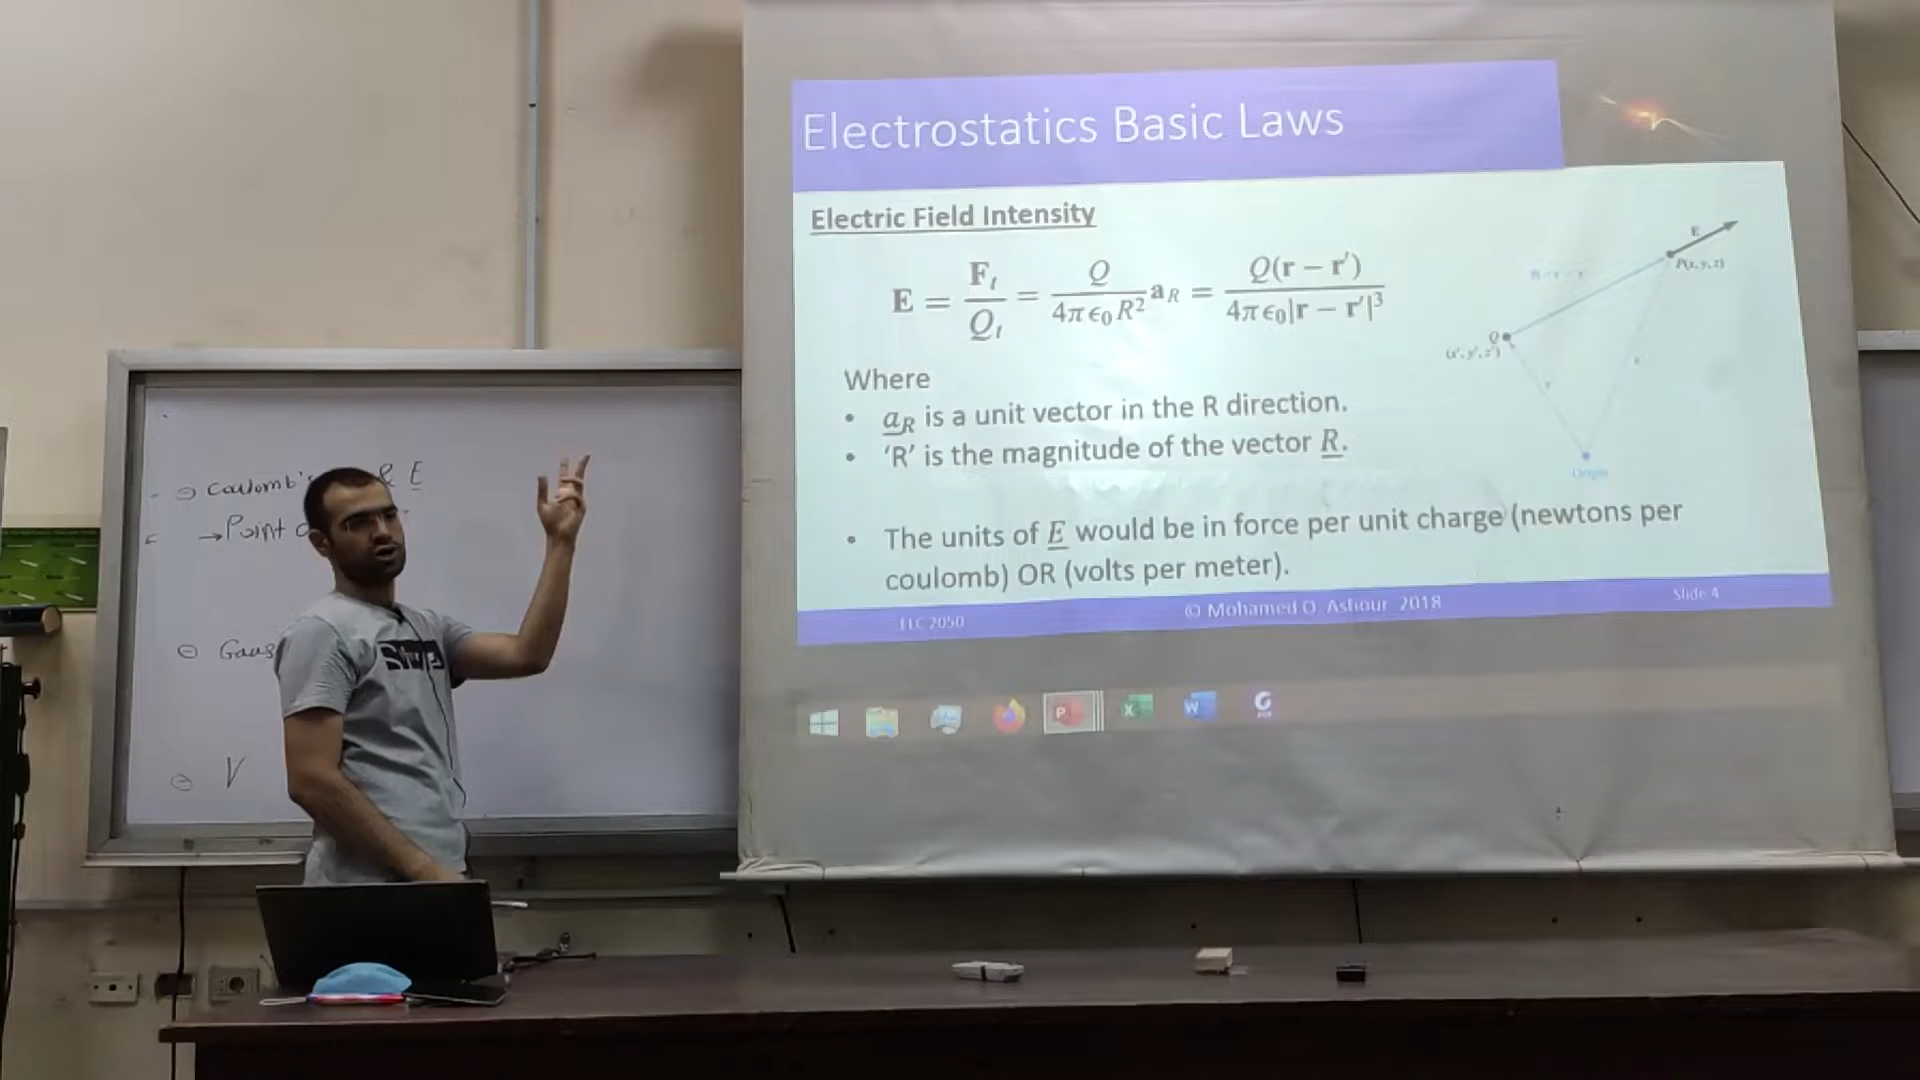 Electrostatics Basic Laws
Electric Field Intensity
E = F_t / Q_t = Q / (4πϵ₀R²) a_R = Q(r − r′) / (4πϵ₀|r − r′|³)
Where
• a_R is a unit vector in the R direction.
• ‘R’ is the magnitude of the vector R.
• The units of E would be in force per unit charge (newtons per
coulomb) OR (volts per meter).
E
P(x, y, z)
Q
(x′, y′, z′)
Origin
ELC 2050
© Mohamed O. Ashour 2018
Slide 4
Coulomb's & E
→ Point
V